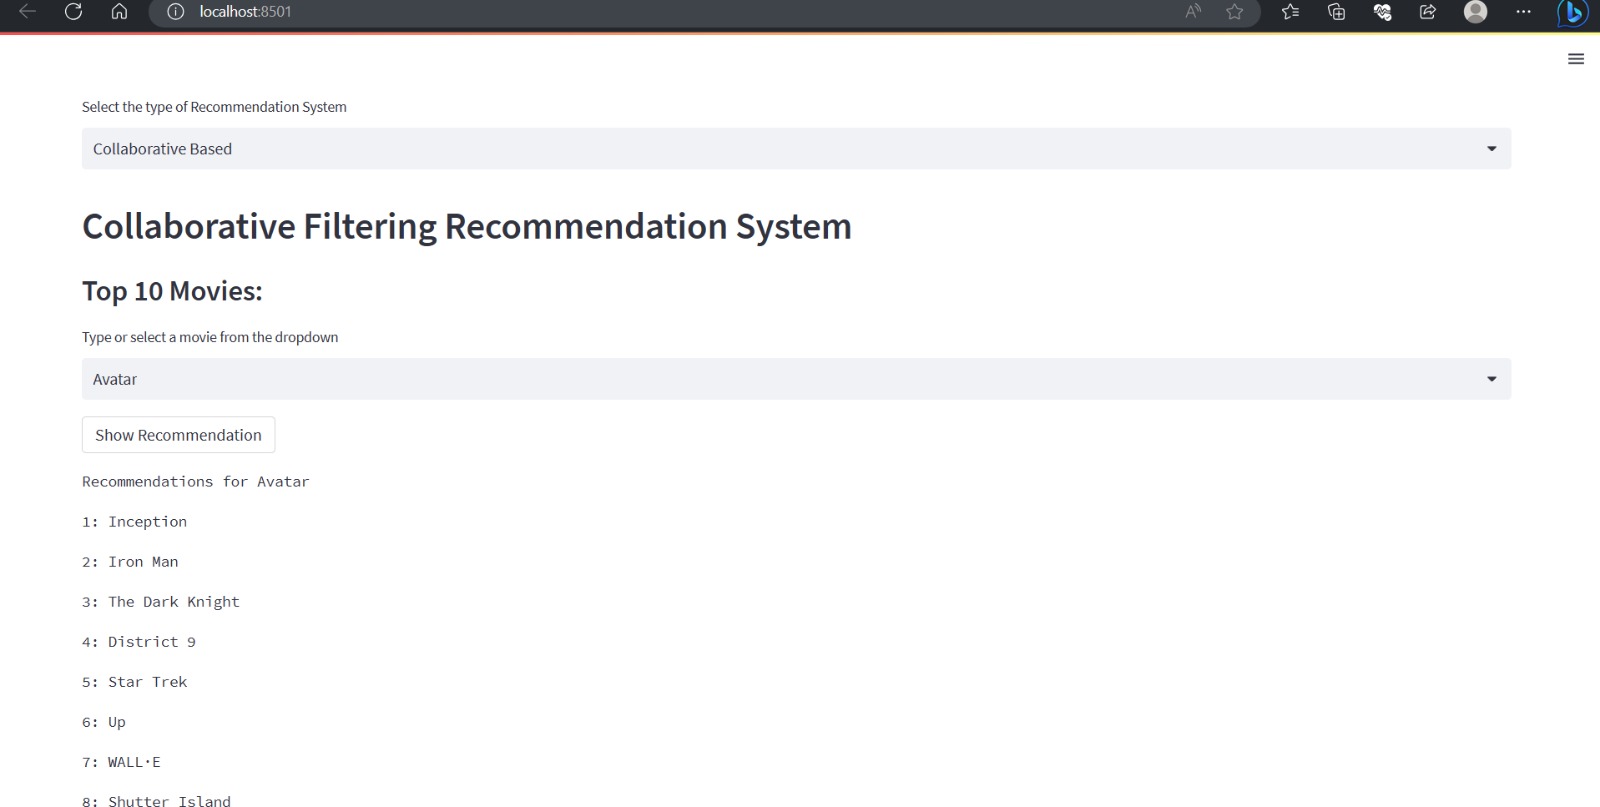 localhost:8501
Select the type of Recommendation System
Collaborative Based
Collaborative Filtering Recommendation System
Top 10 Movies:
Type or select a movie from the dropdown
Avatar
Show Recommendation
Recommendations for Avatar
1: Inception
2: Iron Man
3: The Dark Knight
4: District 9
5: Star Trek
6: Up
7: WALL·E
8: Shutter Island